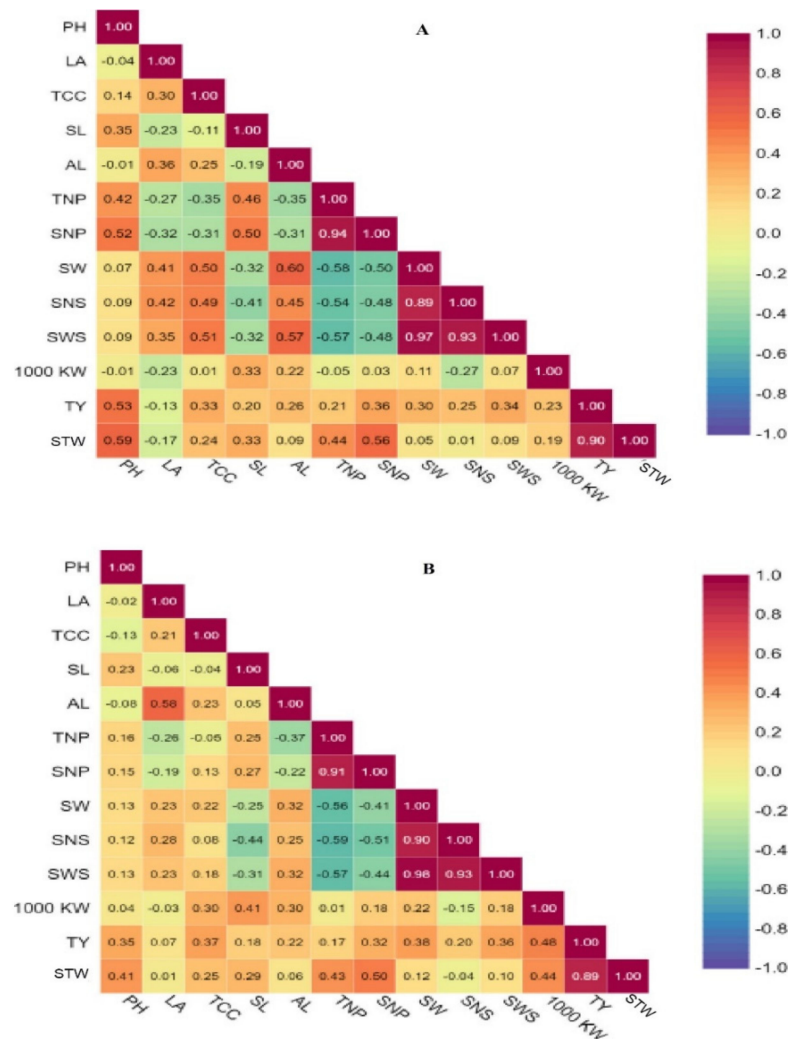 A
PH 1.00
LA -0.04 1.00
TCC 0.14 0.30 1.00
SL 0.35 -0.23 -0.11 1.00
AL -0.01 0.36 0.25 -0.19 1.00
TNP 0.42 -0.27 -0.35 0.46 -0.35 1.00
SNP 0.52 -0.32 -0.31 0.50 -0.31 0.94 1.00
SW 0.07 0.41 0.50 -0.32 0.60 -0.58 -0.50 1.00
SNS 0.09 0.42 0.49 -0.41 0.45 -0.54 -0.48 0.89 1.00
SWS 0.09 0.35 0.51 -0.32 0.57 -0.57 -0.48 0.97 0.93 1.00
1000 KW -0.01 -0.23 0.01 0.33 0.22 -0.05 0.03 0.11 -0.27 0.07 1.00
TY 0.53 -0.13 0.33 0.20 0.26 0.21 0.36 0.30 0.25 0.34 0.23 1.00
STW 0.59 -0.17 0.24 0.33 0.09 0.44 0.56 0.05 0.01 0.09 0.19 0.90 1.00
PH LA TCC SL AL TNP SNP SW SNS SWS 1000 KW TY 'STW
1.0
0.8
0.6
0.4
0.2
0.0
-0.2
-0.4
-0.6
-0.8
-1.0
B
PH 1.00
LA -0.02 1.00
TCC -0.13 0.21 1.00
SL 0.23 -0.06 -0.04 1.00
AL -0.08 0.58 0.23 0.05 1.00
TNP 0.16 -0.26 -0.06 0.25 -0.37 1.00
SNP 0.15 -0.19 0.13 0.27 -0.22 0.91 1.00
SW 0.13 0.23 0.22 -0.25 0.32 -0.56 -0.41 1.00
SNS 0.12 0.28 0.08 -0.44 0.25 -0.59 -0.51 0.90 1.00
SWS 0.13 0.23 0.18 -0.31 0.32 -0.57 -0.44 0.98 0.93 1.00
1000 KW 0.04 -0.03 0.30 0.41 0.30 0.01 0.18 0.22 -0.15 0.18 1.00
TY 0.35 0.07 0.37 0.18 0.22 0.17 0.32 0.38 0.20 0.36 0.48 1.00
STW 0.41 0.01 0.25 0.29 0.06 0.43 0.50 0.12 -0.04 0.10 0.44 0.89 1.00
PH LA TCC SL AL TNP SNP SW SNS SWS 1000 KW TY STW
1.0
0.8
0.6
0.4
0.2
0.0
-0.2
-0.4
-0.6
-0.8
-1.0